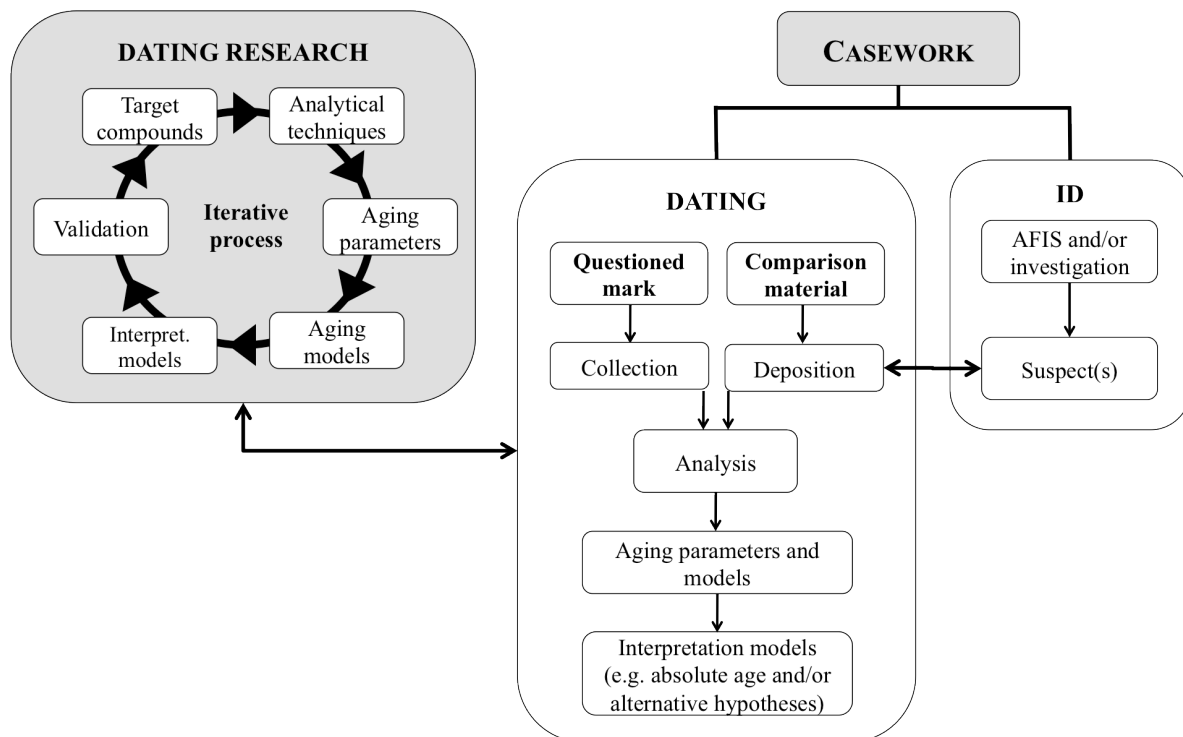 DATING RESEARCH
Target
compounds
Analytical
techniques
Validation
Iterative
process
Aging
parameters
Interpret.
models
Aging
models
CASEWORK
DATING
Questioned
mark
Comparison
material
Collection
Deposition
Analysis
Aging parameters and
models
Interpretation models
(e.g. absolute age and/or
alternative hypotheses)
ID
AFIS and/or
investigation
Suspect(s)